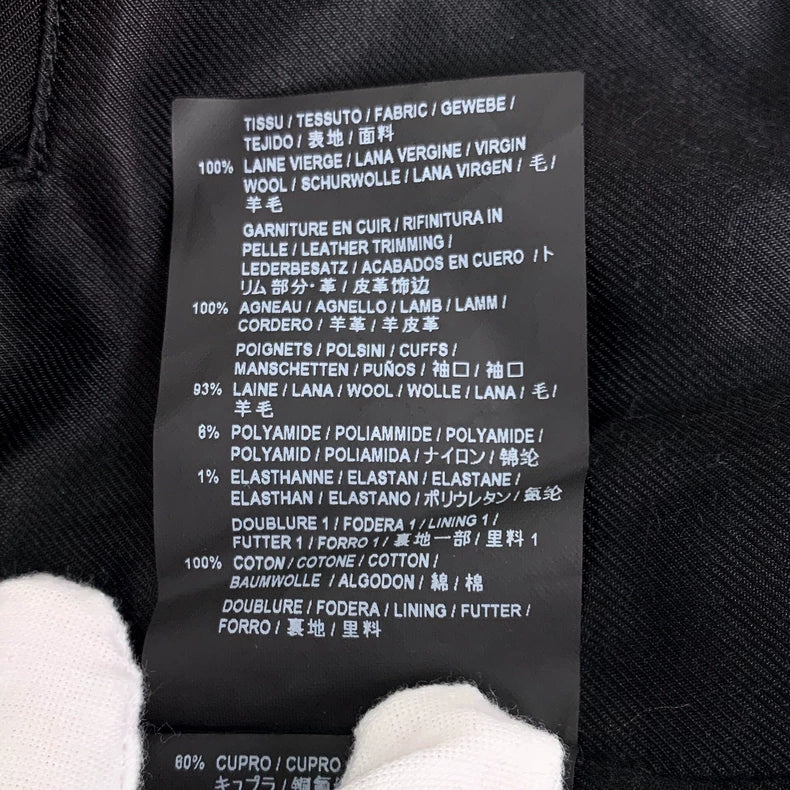 TISSU / TESSUTO / FABRIC / GEWEBE /
TEJIDO / 表地 / 面料
100% LAINE VIERGE / LANA VERGINE / VIRGIN
WOOL / SCHURWOLLE / LANA VIRGEN / 毛 /
羊毛
GARNITURE EN CUIR / RIFINITURA IN
PELLE / LEATHER TRIMMING /
LEDERBESATZ / ACABADOS EN CUERO / ト
リム部分・革 / 皮革饰边
100% AGNEAU / AGNELLO / LAMB / LAMM /
CORDERO / 羊革 / 羊皮革
POIGNETS / POLSINI / CUFFS /
MANSCHETTEN / PUÑOS / 袖口 / 袖口
93% LAINE / LANA / WOOL / WOLLE / LANA / 毛 /
羊毛
6% POLYAMIDE / POLIAMMIDE / POLYAMIDE /
POLYAMID / POLIAMIDA / ナイロン / 锦纶
1% ELASTHANNE / ELASTAN / ELASTANE /
ELASTHAN / ELASTANO / ポリウレタン / 氨纶
DOUBLURE 1 / FODERA 1 / LINING 1 /
FUTTER 1 / FORRO 1 / 裏地一部 / 里料 1
100% COTON / COTONE / COTTON /
BAUMWOLLE / ALGODON / 綿 / 棉
DOUBLURE / FODERA / LINING / FUTTER /
FORRO / 裏地 / 里料
60% CUPRO / CUPRO
キュプラ / 铜氨